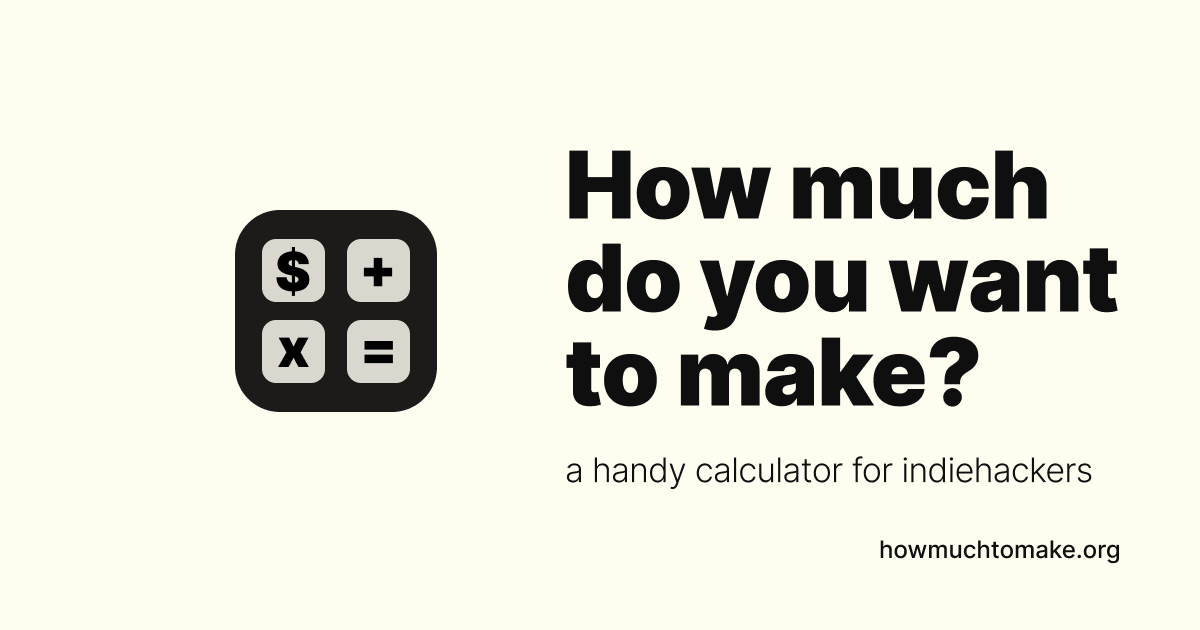 $ +
x =
How much
do you want
to make?
a handy calculator for indiehackers
howmuchtomake.org